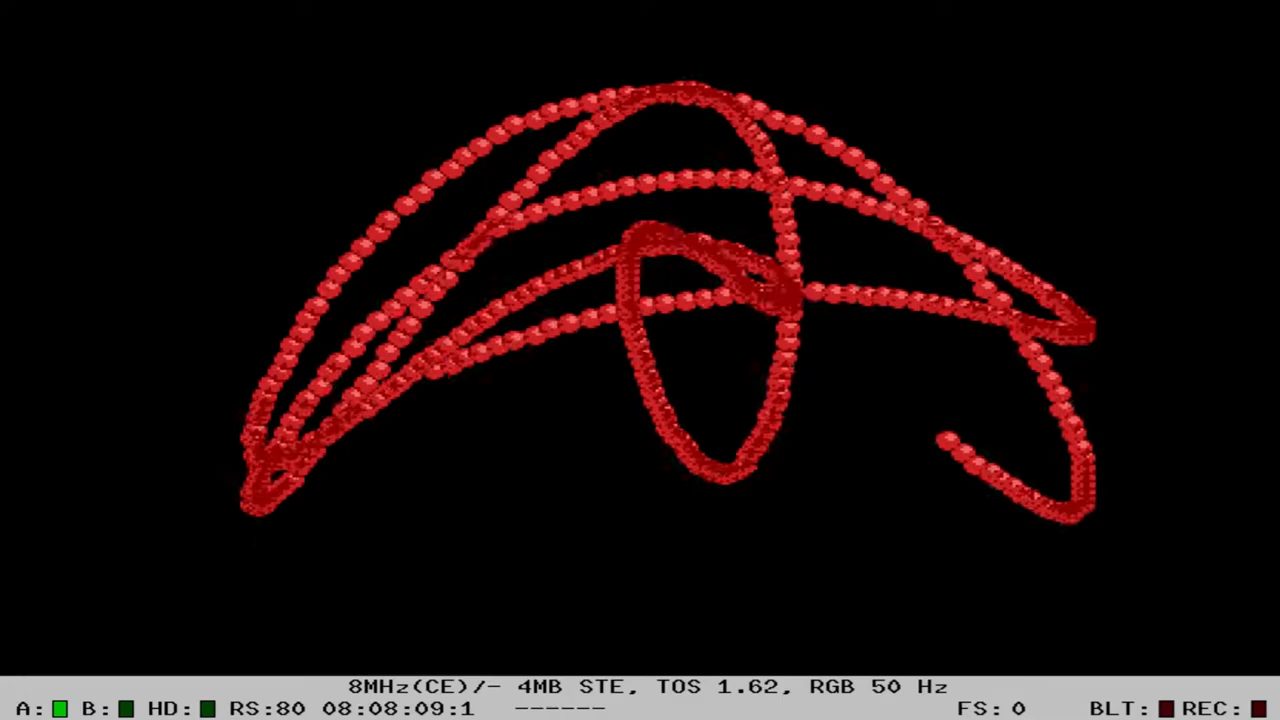 8MHz(CE)/- 4MB STE, TOS 1.62, RGB 50 Hz
A: B: HD: RS:80 08:08:09:1 ------ FS: 0 BLT: REC: